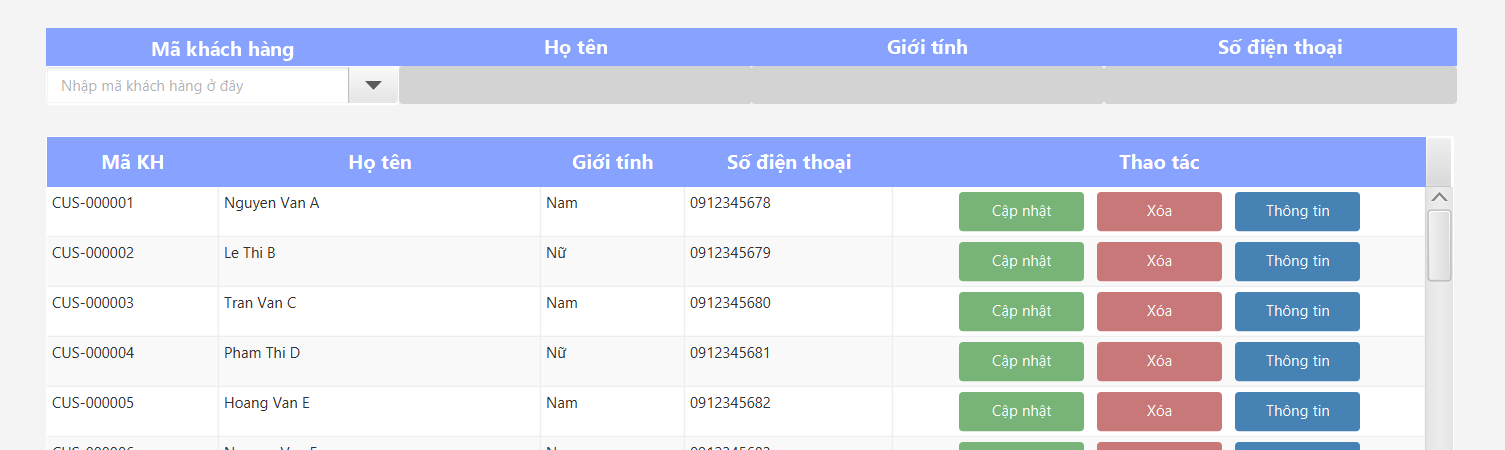 Mã khách hàng Họ tên Giới tính Số điện thoại
Nhập mã khách hàng ở đây
Mã KH Họ tên Giới tính Số điện thoại Thao tác
CUS-000001 Nguyen Van A Nam 0912345678 Cập nhật Xóa Thông tin
CUS-000002 Le Thi B Nữ 0912345679 Cập nhật Xóa Thông tin
CUS-000003 Tran Van C Nam 0912345680 Cập nhật Xóa Thông tin
CUS-000004 Pham Thi D Nữ 0912345681 Cập nhật Xóa Thông tin
CUS-000005 Hoang Van E Nam 0912345682 Cập nhật Xóa Thông tin